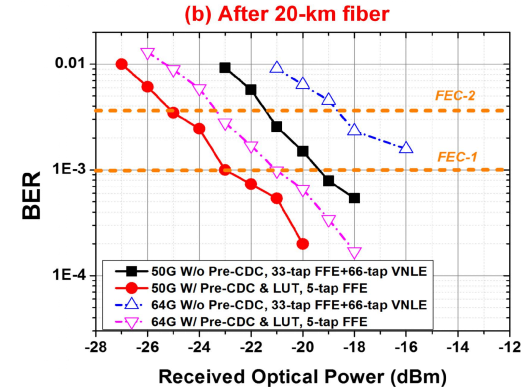 (b) After 20-km fiber
0.01
FEC-2
1E-3
FEC-1
BER
1E-4
50G W/o Pre-CDC, 33-tap FFE+66-tap VNLE
50G W/ Pre-CDC & LUT, 5-tap FFE
64G W/o Pre-CDC, 33-tap FFE+66-tap VNLE
64G W/ Pre-CDC & LUT, 5-tap FFE
-28 -26 -24 -22 -20 -18 -16 -14 -12
Received Optical Power (dBm)